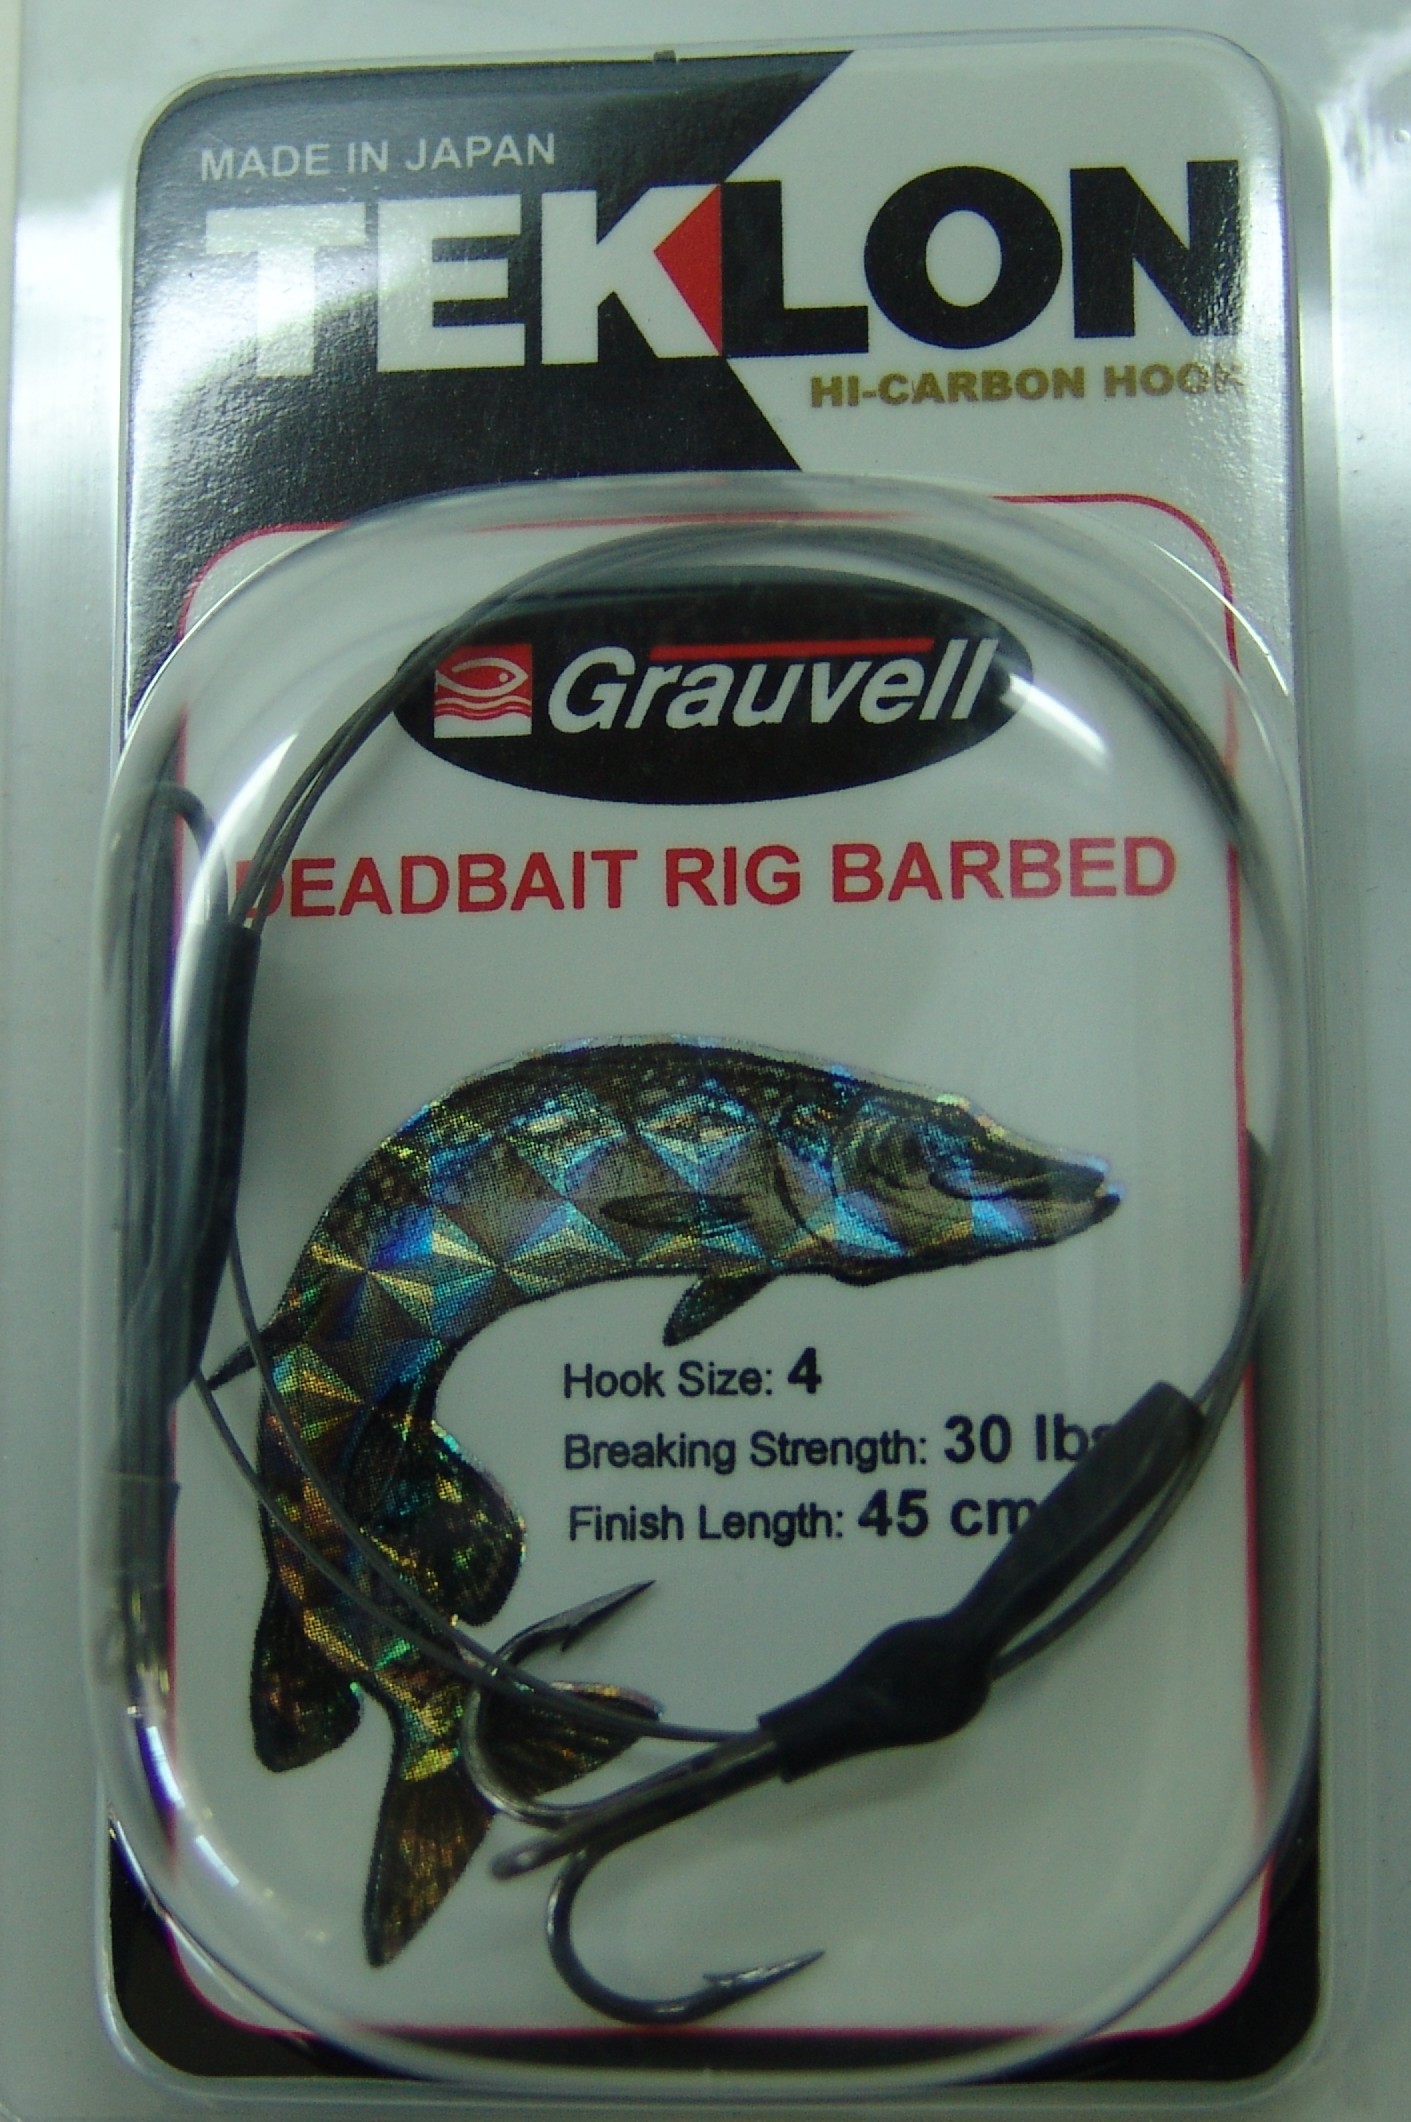 MADE IN JAPAN
TEKLON
HI-CARBON HOOK
Grauvell
DEADBAIT RIG BARBED
Hook Size: 4
Breaking Strength: 30 lbs
Finish Length: 45 cm